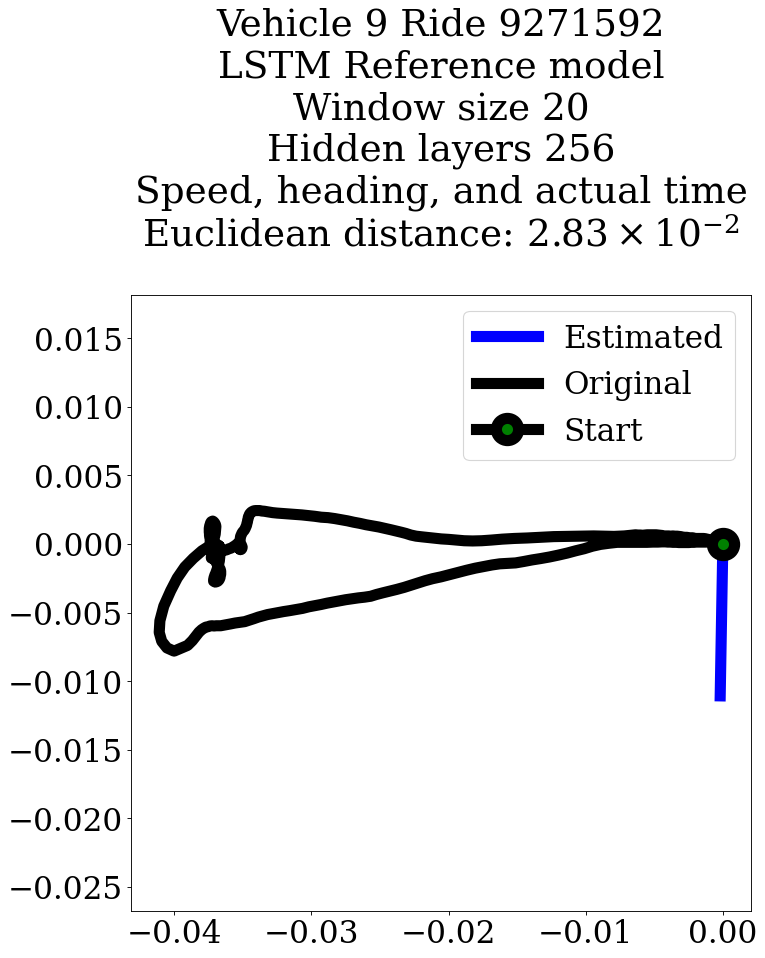 Vehicle 9 Ride 9271592
LSTM Reference model
Window size 20
Hidden layers 256
Speed, heading, and actual time
Euclidean distance: 2.83 × 10⁻²
Estimated
Original
Start
0.015
0.010
0.005
0.000
−0.005
−0.010
−0.015
−0.020
−0.025
−0.04 −0.03 −0.02 −0.01 0.00